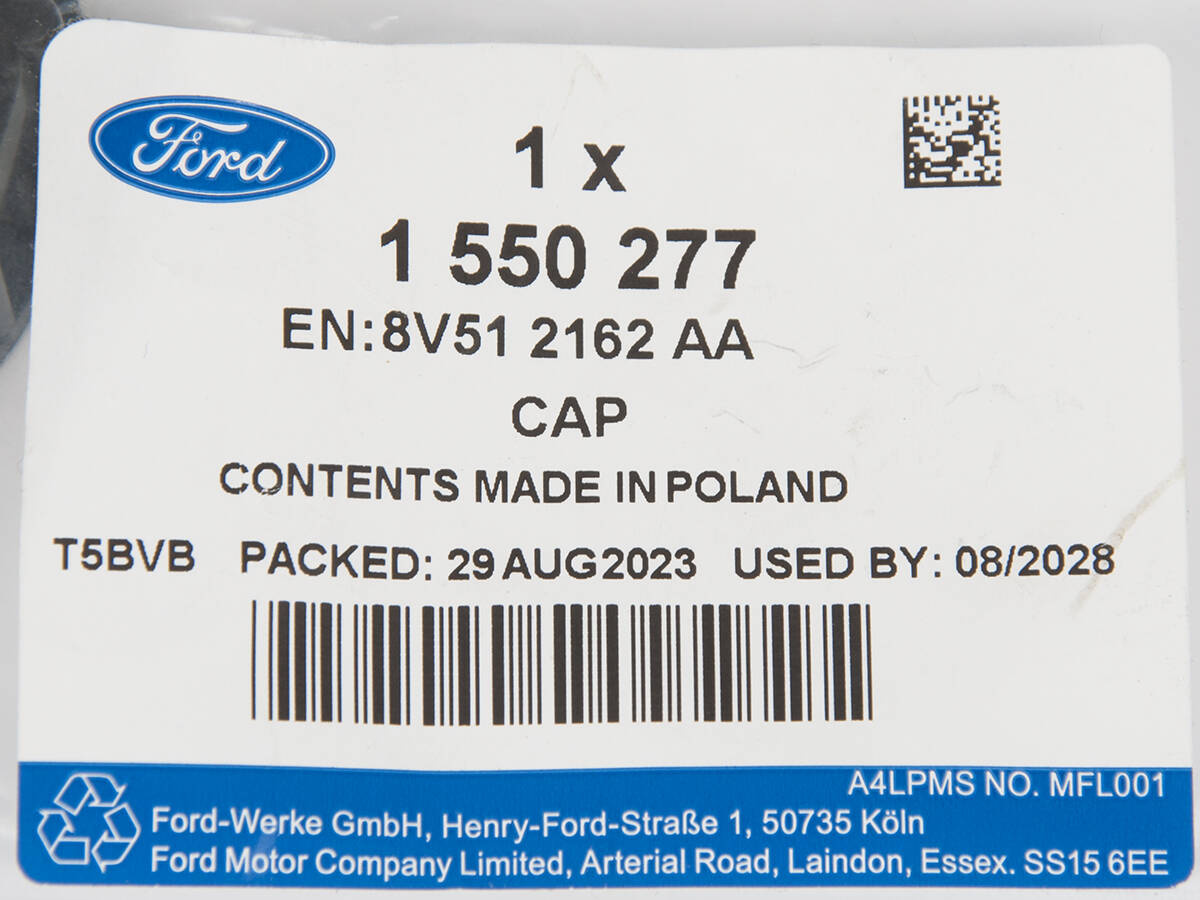 Ford
1 x
1 550 277
EN:8V51 2162 AA
CAP
CONTENTS MADE IN POLAND
T5BVB PACKED: 29 AUG2023 USED BY: 08/2028
A4LPMS NO. MFL001
Ford-Werke GmbH, Henry-Ford-Straße 1, 50735 Köln
Ford Motor Company Limited, Arterial Road, Laindon, Essex. SS15 6EE